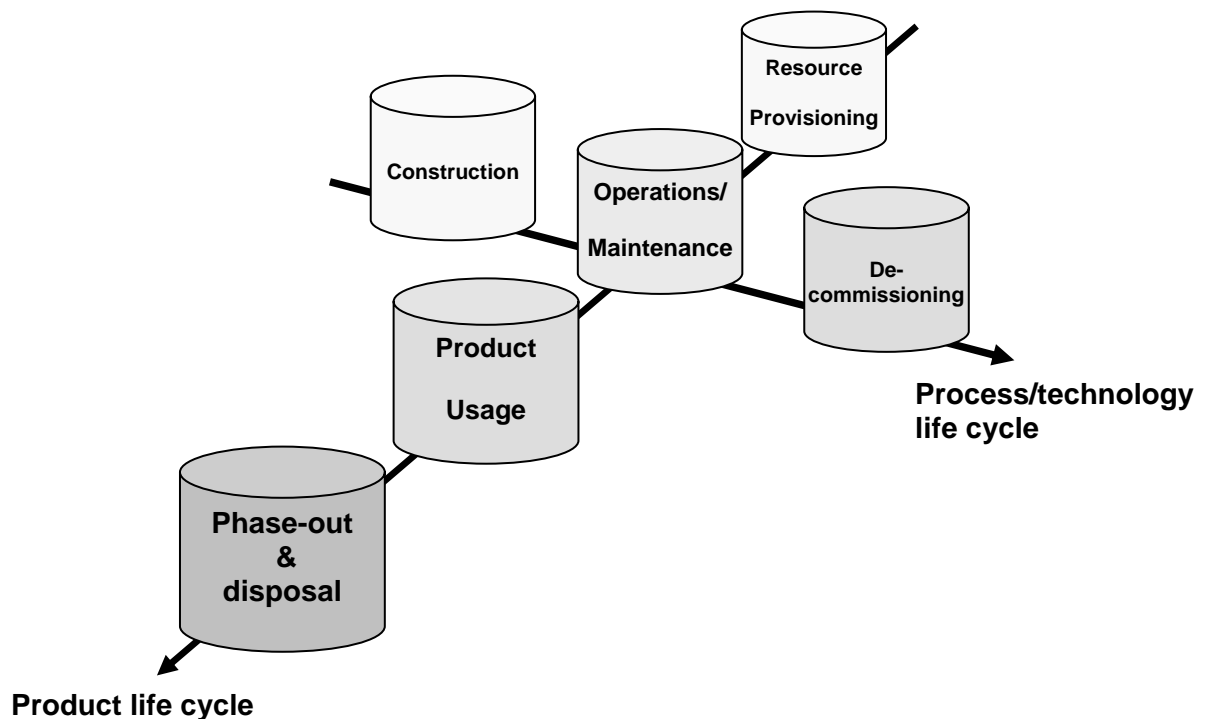 Resource
Provisioning
Construction
Operations/
Maintenance
De-
commissioning
Product
Usage
Process/technology
life cycle
Phase-out
&
disposal
Product life cycle